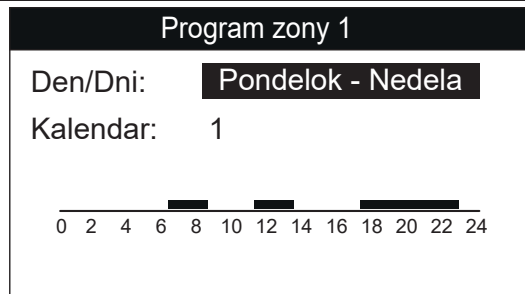 Program zony 1
Den/Dni: Pondelok - Nedela
Kalendar: 1
0 2 4 6 8 10 12 14 16 18 20 22 24